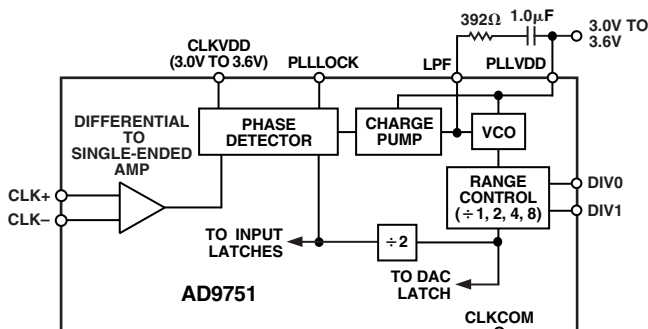 392Ω 1.0µF
3.0V TO
3.6V
CLKVDD
(3.0V TO 3.6V)
PLLLOCK
LPF
PLLVDD
DIFFERENTIAL
TO
SINGLE-ENDED
AMP
PHASE
DETECTOR
CHARGE
PUMP
VCO
CLK+
CLK–
RANGE
CONTROL
(÷1, 2, 4, 8)
DIV0
DIV1
TO INPUT
LATCHES
÷2
TO DAC
LATCH
AD9751
CLKCOM